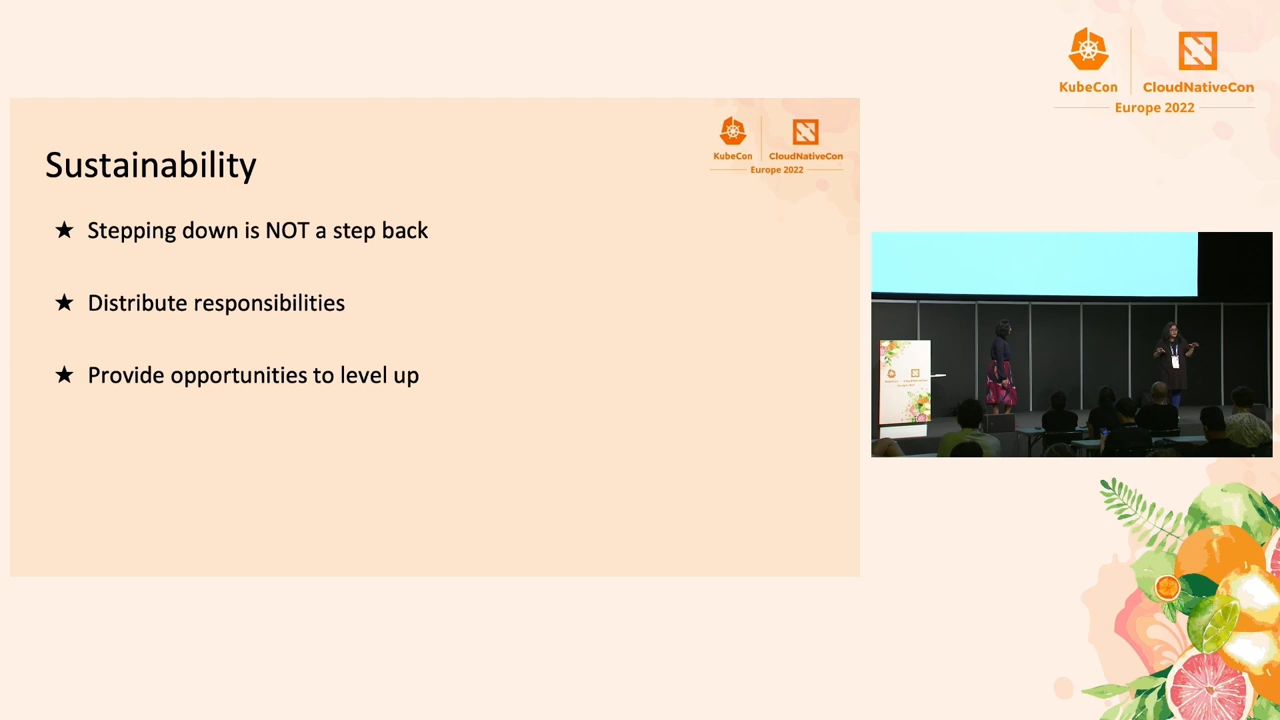 KubeCon
CloudNativeCon
Europe 2022
KubeCon
CloudNativeCon
Europe 2022
Sustainability
★ Stepping down is NOT a step back
★ Distribute responsibilities
★ Provide opportunities to level up